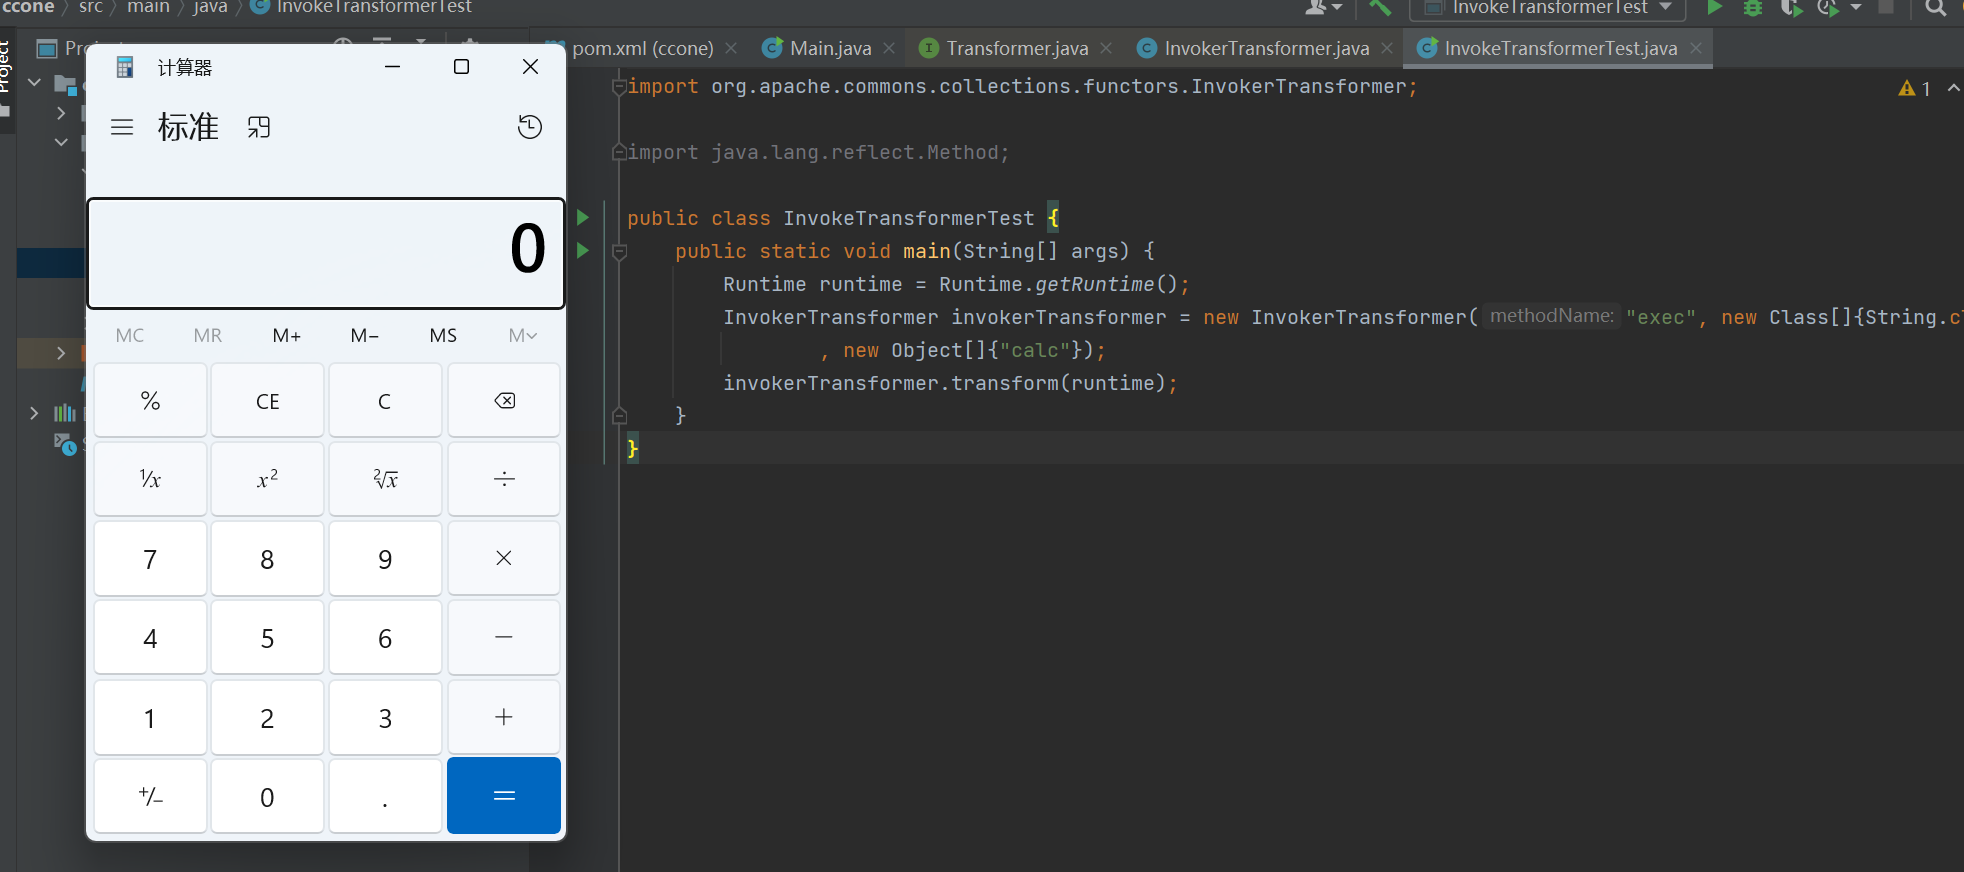 ccone 〉 src 〉 main 〉 java 〉 InvokeTransformerTest
InvokeTransformerTest
Project
pom.xml (ccone)
Main.java
Transformer.java
InvokerTransformer.java
InvokeTransformerTest.java
计算器
标准
0
MC MR M+ M− MS M
% CE C
¹/x x² ²√x ÷
7 8 9 ×
4 5 6 −
1 2 3 +
+/− 0 . =
import org.apache.commons.collections.functors.InvokerTransformer;
1
import java.lang.reflect.Method;
public class InvokeTransformerTest {
public static void main(String[] args) {
Runtime runtime = Runtime.getRuntime();
InvokerTransformer invokerTransformer = new InvokerTransformer( methodName: "exec", new Class[]{String.cl
, new Object[]{"calc"});
invokerTransformer.transform(runtime);
}
}